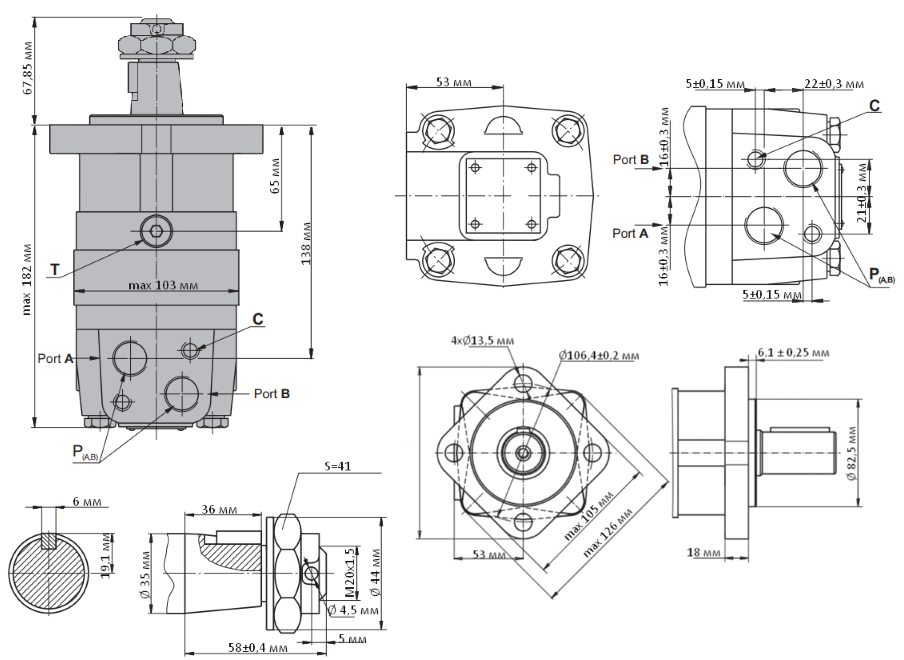 67,85 мм
max 182 мм
65 мм
138 мм
T
max 103 мм
C
Port A
Port B
P(A,B)
53 мм
5±0,15 мм
22±0,3 мм
C
Port B
16±0,3 мм
Port A
16±0,3 мм
21±0,3 мм
P(A,B)
5±0,15 мм
4xØ13,5 мм
Ø106,4±0,2 мм
6,1 ± 0,25 мм
Ø 82,5 мм
max 105 мм
max 126 мм
53 мм
18 мм
6 мм
19,1 мм
S=41
36 мм
Ø 35 мм
M20x1,5
Ø 44 мм
Ø 4,5 мм
5 мм
58±0,4 мм